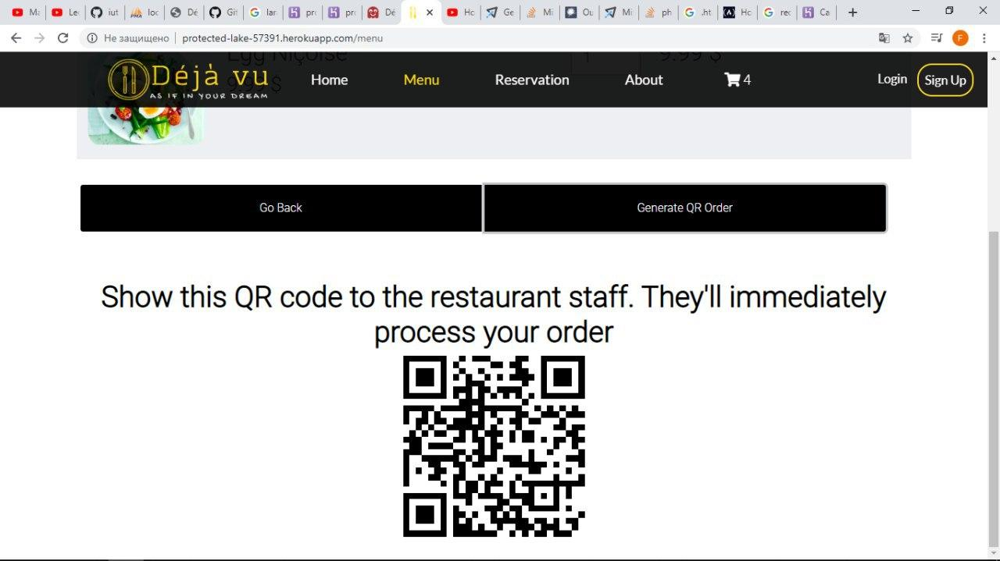 Ma
Le
iut
loc
Dé
Git
lar
pro
pro
Dé
Ho
Ge
Mi
Ou
Mi
ph
.ht
Ho
rec
Ca
Не защищено
protected-lake-57391.herokuapp.com/menu
F
Egg Niçoise
1
9.99 $
Déjà vu
AS IF IN YOUR DREAM
Home
Menu
Reservation
About
4
Login
Sign Up
Go Back
Generate QR Order
Show this QR code to the restaurant staff. They'll immediately
process your order